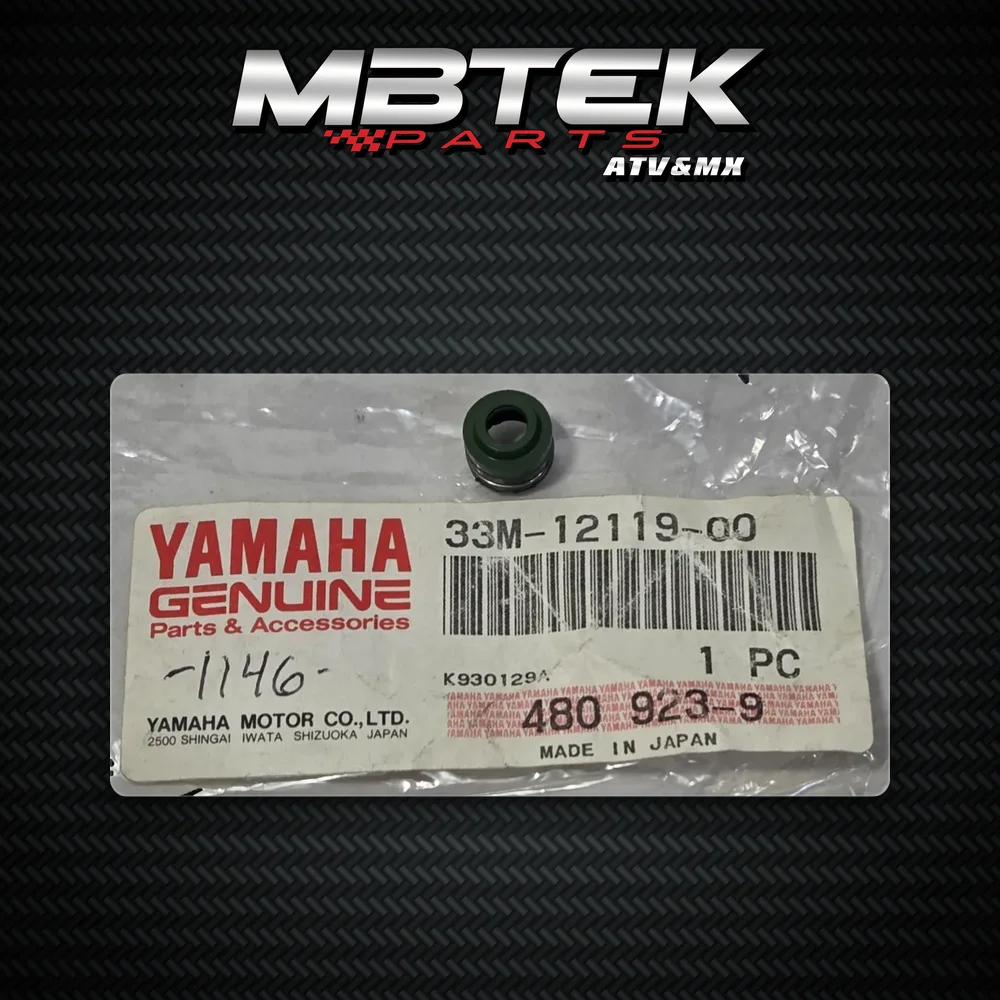 MBTEK
PARTS
ATV&MX
YAMAHA
GENUINE
Parts & Accessories
-1146-
YAMAHA MOTOR CO.,LTD.
2500 SHINGAI IWATA SHIZUOKA JAPAN
33M-12119-00
1 PC
K930129A
480 923-9
MADE IN JAPAN